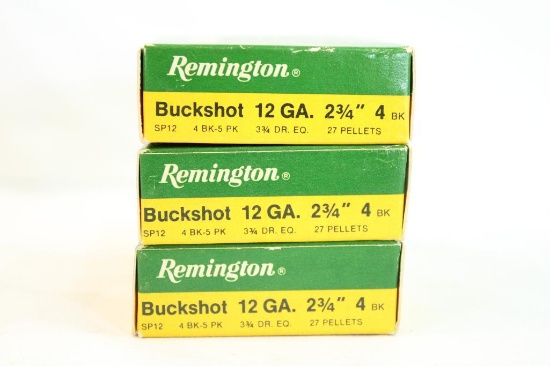 Remington®
Buckshot 12 GA. 2¾" 4 BK
SP12 4 BK-5 PK 3¾ DR. EQ. 27 PELLETS
Remington®
Buckshot 12 GA. 2¾" 4 BK
SP12 4 BK-5 PK 3¾ DR. EQ. 27 PELLETS
Remington®
Buckshot 12 GA. 2¾" 4 BK
SP12 4 BK-5 PK 3¾ DR. EQ. 27 PELLETS